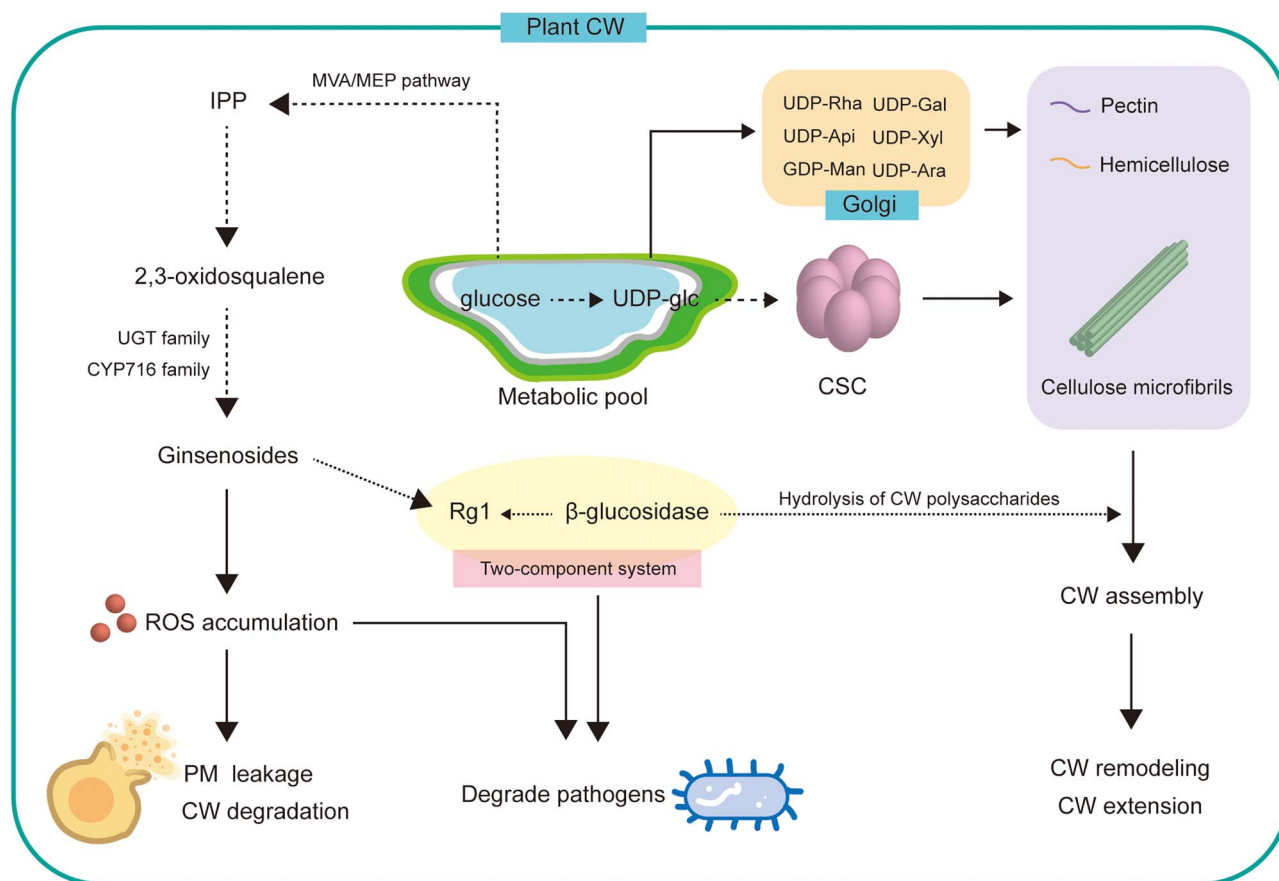 Plant CW
MVA/MEP pathway
IPP
UDP-Rha UDP-Gal
UDP-Api UDP-Xyl
GDP-Man UDP-Ara
Golgi
Pectin
Hemicellulose
2,3-oxidosqualene
glucose UDP-glc
Metabolic pool
CSC
Cellulose microfibrils
UGT family
CYP716 family
Ginsenosides
Rg1 β-glucosidase
Hydrolysis of CW polysaccharides
Two-component system
ROS accumulation
CW assembly
PM leakage
CW degradation
Degrade pathogens
CW remodeling
CW extension